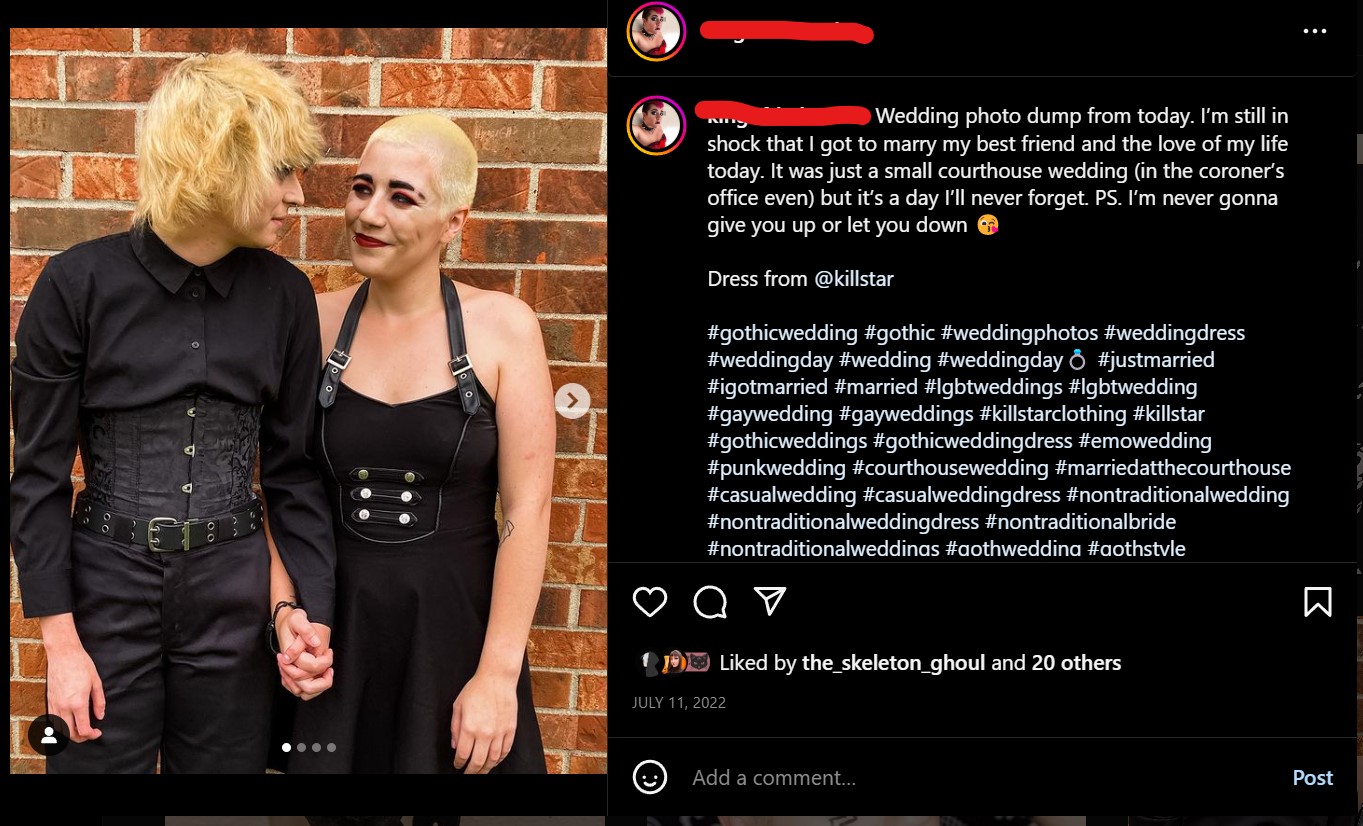 Wedding photo dump from today. I'm still in
shock that I got to marry my best friend and the love of my life
today. It was just a small courthouse wedding (in the coroner's
office even) but it's a day I'll never forget. PS. I'm never gonna
give you up or let you down 😘
Dress from @killstar
#gothicwedding #gothic #weddingphotos #weddingdress
#weddingday #wedding #weddingday💍 #justmarried
#igotmarried #married #lgbtweddings #lgbtwedding
#gaywedding #gayweddings #killstarclothing #killstar
#gothicweddings #gothicweddingdress #emowedding
#punkwedding #courthousewedding #marriedatthecourthouse
#casualwedding #casualweddingdress #nontraditionalwedding
#nontraditionalweddingdress #nontraditionalbride
#nontraditionalweddings #gothwedding #gothstyle
Liked by the_skeleton_ghoul and 20 others
JULY 11, 2022
Add a comment...
Post